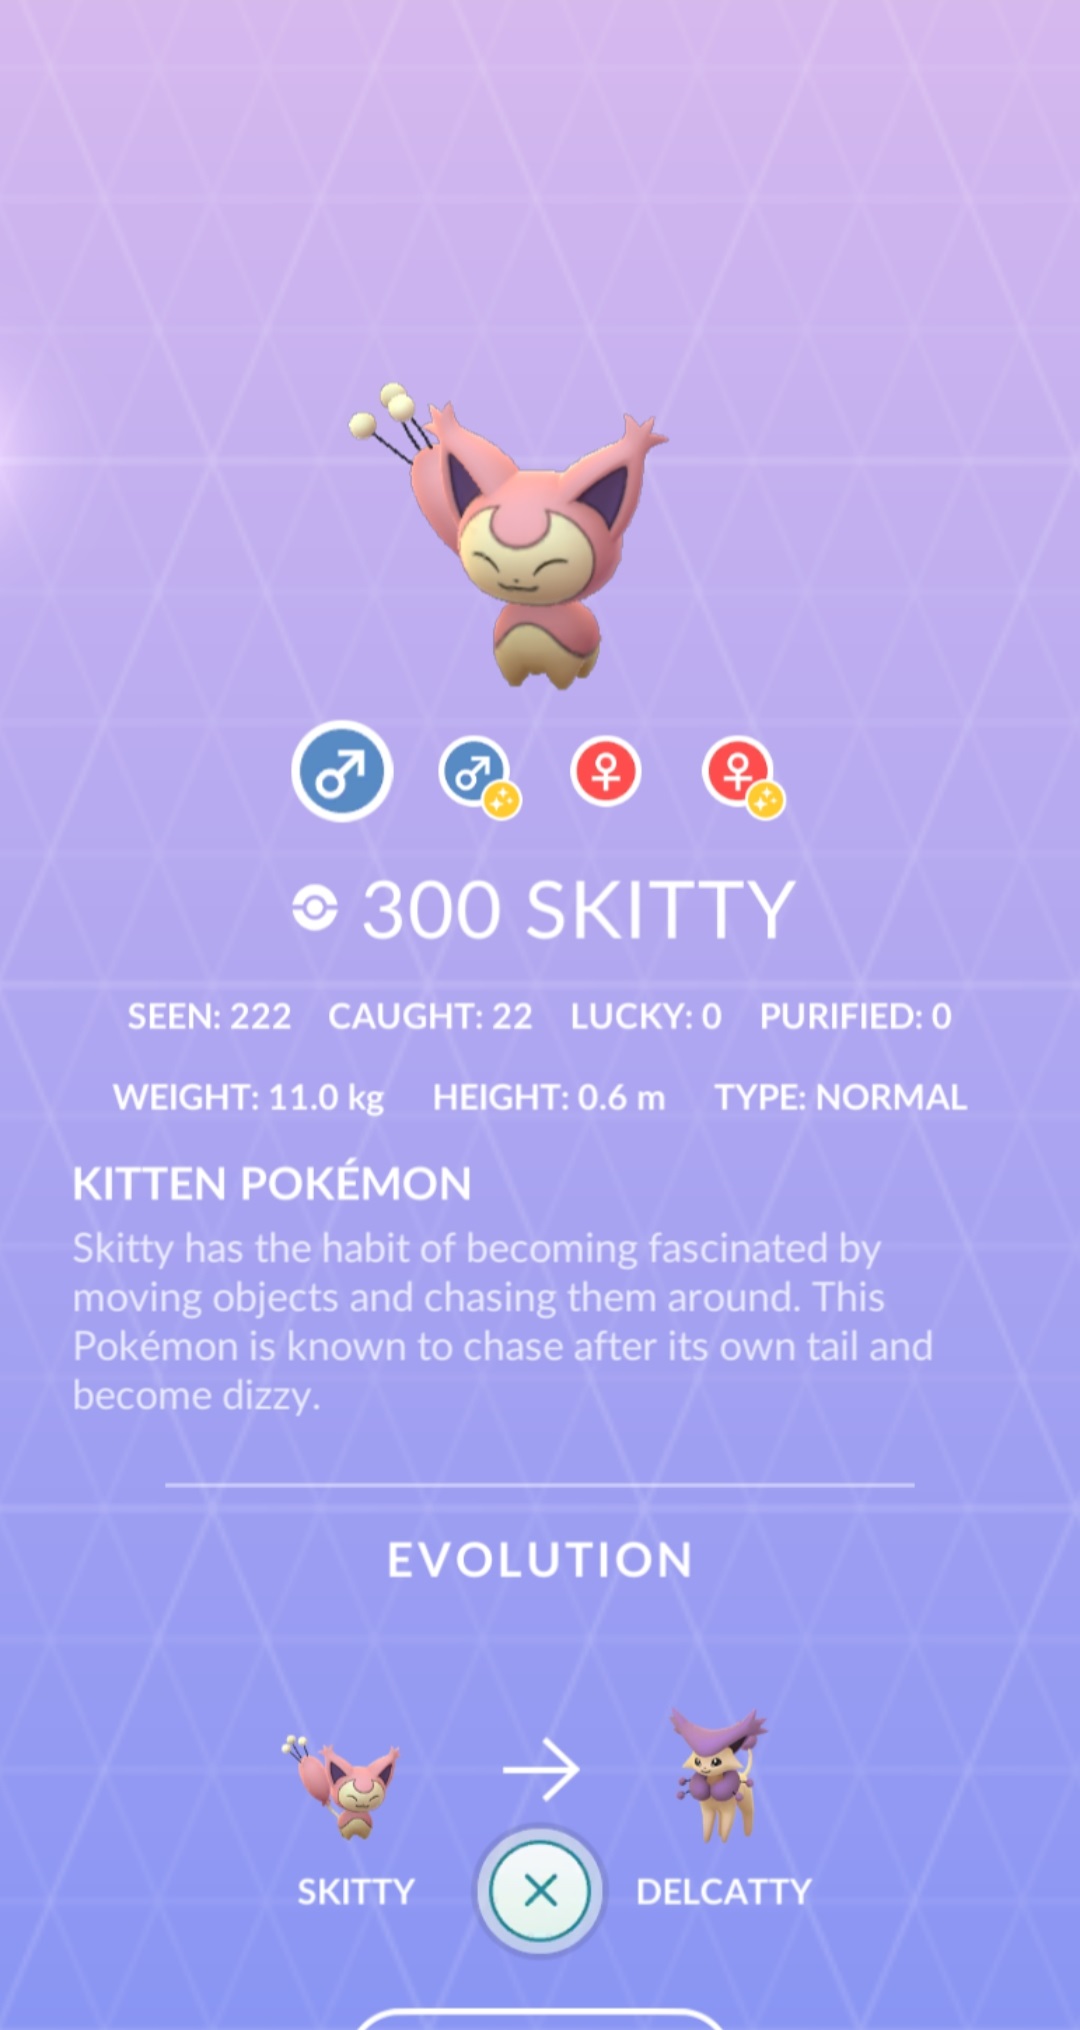 300 SKITTY
SEEN: 222 CAUGHT: 22 LUCKY: 0 PURIFIED: 0
WEIGHT: 11.0 kg HEIGHT: 0.6 m TYPE: NORMAL
KITTEN POKÉMON
Skitty has the habit of becoming fascinated by
moving objects and chasing them around. This
Pokémon is known to chase after its own tail and
become dizzy.
EVOLUTION
SKITTY DELCATTY